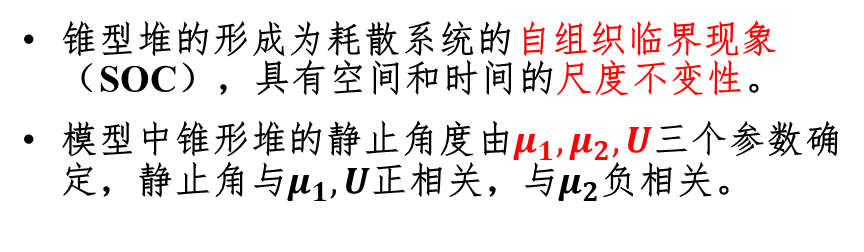 • 锥型堆的形成为耗散系统的自组织临界现象
（SOC），具有空间和时间的尺度不变性。
• 模型中锥形堆的静止角度由μ₁,μ₂,U三个参数确
定，静止角与μ₁,U正相关，与μ₂负相关。